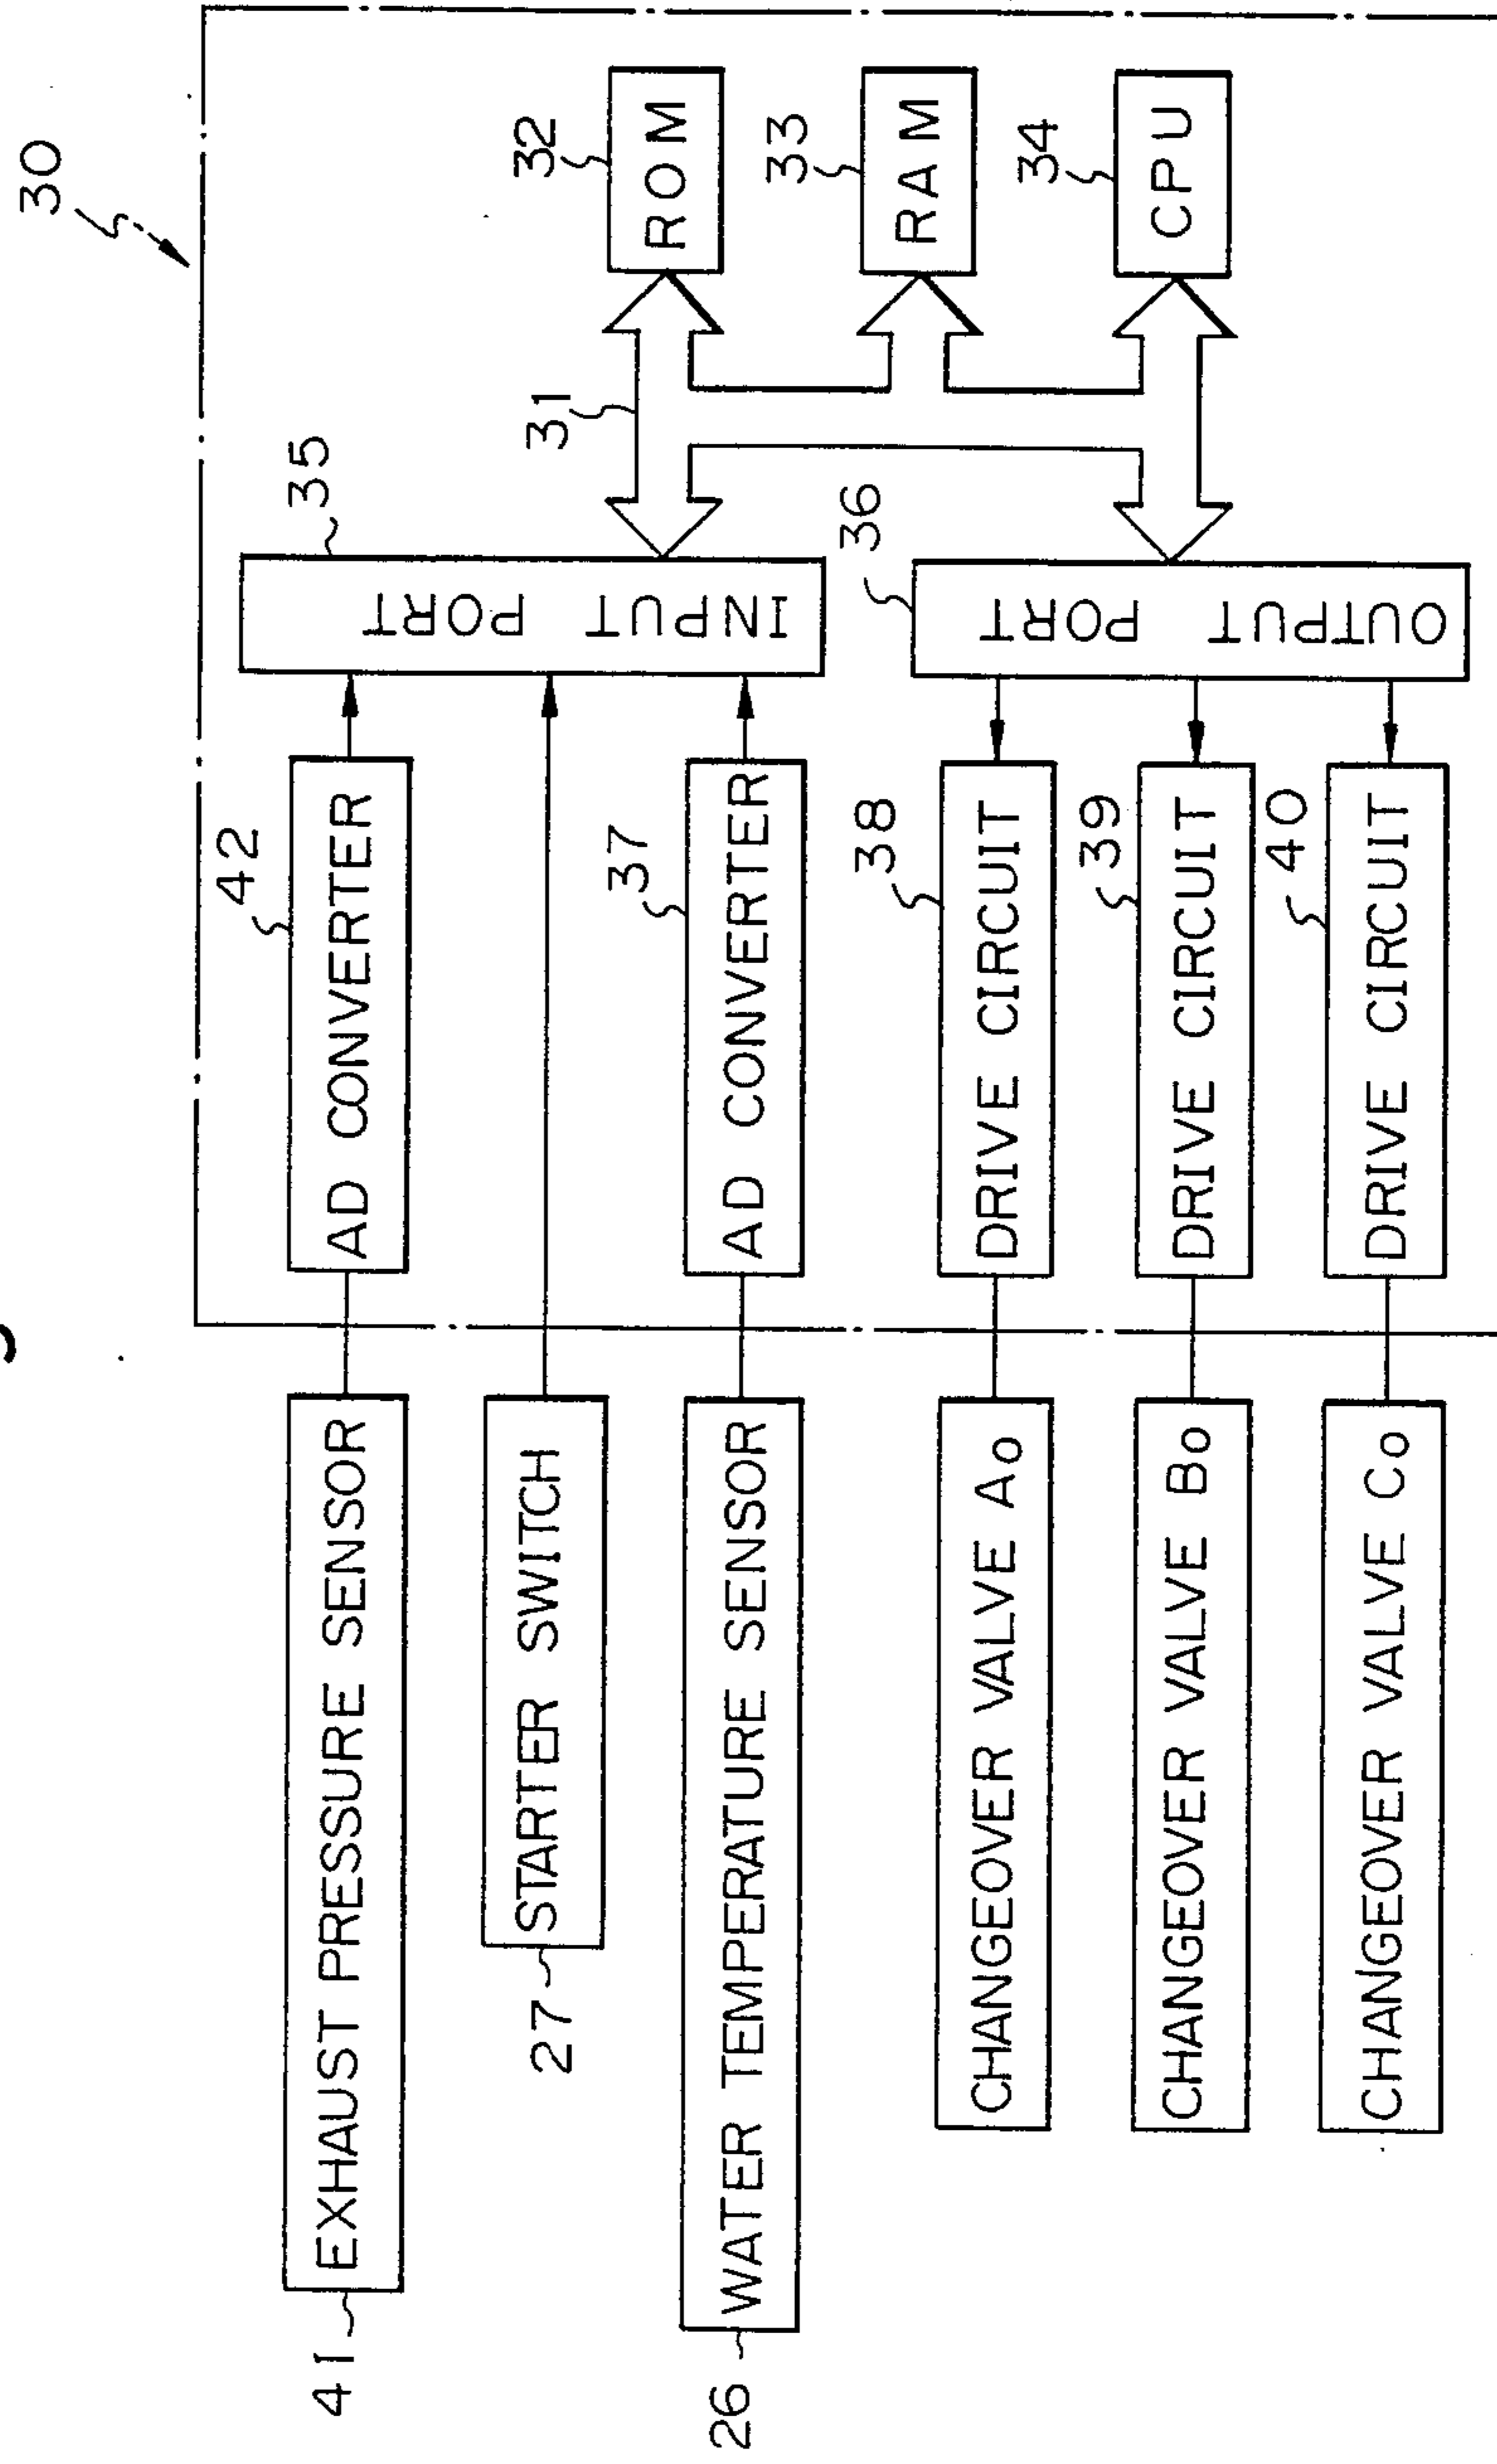 30
42
35
32
41
EXHAUST PRESSURE SENSOR
AD CONVERTER
INPUT PORT
31
ROM
27
STARTER SWITCH
33
37
26
WATER TEMPERATURE SENSOR
AD CONVERTER
RAM
38
36
34
CHANGEOVER VALVE Ao
DRIVE CIRCUIT
OUTPUT PORT
CPU
39
CHANGEOVER VALVE Bo
DRIVE CIRCUIT
40
CHANGEOVER VALVE Co
DRIVE CIRCUIT